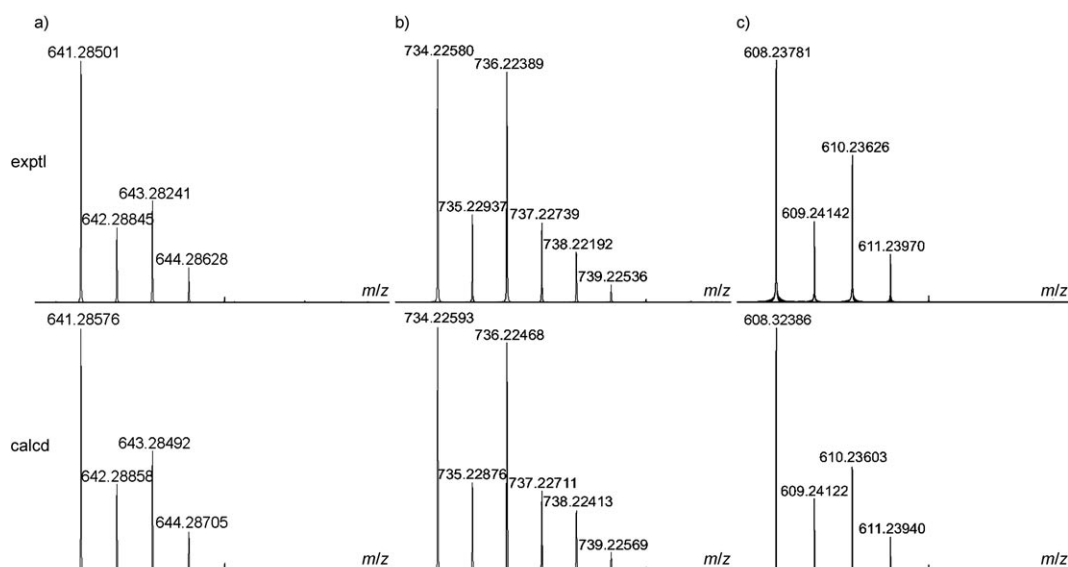 a)
641.28501
642.28845
643.28241
644.28628
m/z
b)
734.22580
735.22937
736.22389
737.22739
738.22192
739.22536
m/z
c)
608.23781
609.24142
610.23626
611.23970
m/z
exptl
641.28576
642.28858
643.28492
644.28705
m/z
734.22593
735.22876
736.22468
737.22711
738.22413
739.22569
m/z
608.32386
609.24122
610.23603
611.23940
m/z
calcd